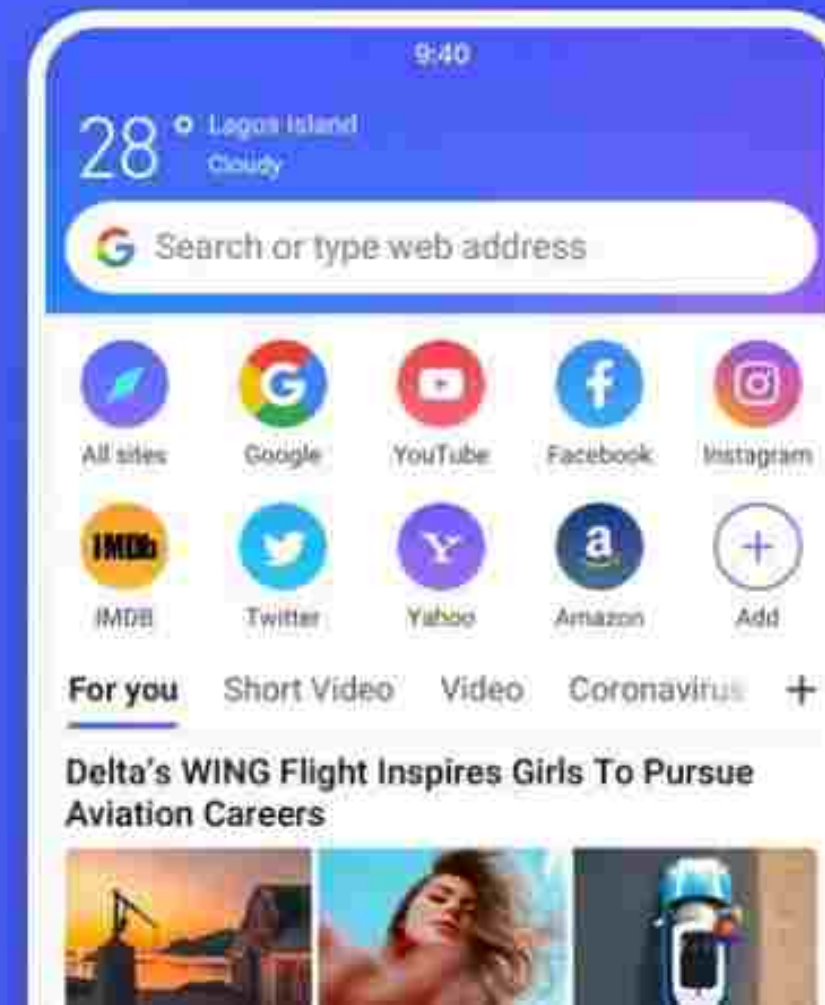 9:40
28° Lagos Island
Cloudy
G Search or type web address
G f
All sites Google YouTube Facebook Instagram
IMDb Y a +
IMDB Twitter Yahoo Amazon Add
For you Short Video Video Coronavirus +
Delta's WING Flight Inspires Girls To Pursue
Aviation Careers